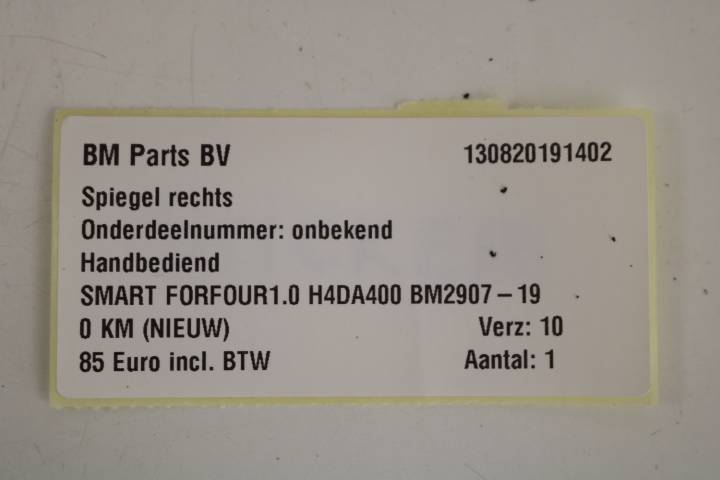 BM Parts BV 130820191402
Spiegel rechts
Onderdeelnummer: onbekend
Handbediend
SMART FORFOUR1.0 H4DA400 BM2907-19
0 KM (NIEUW) Verz: 10
85 Euro incl. BTW Aantal: 1